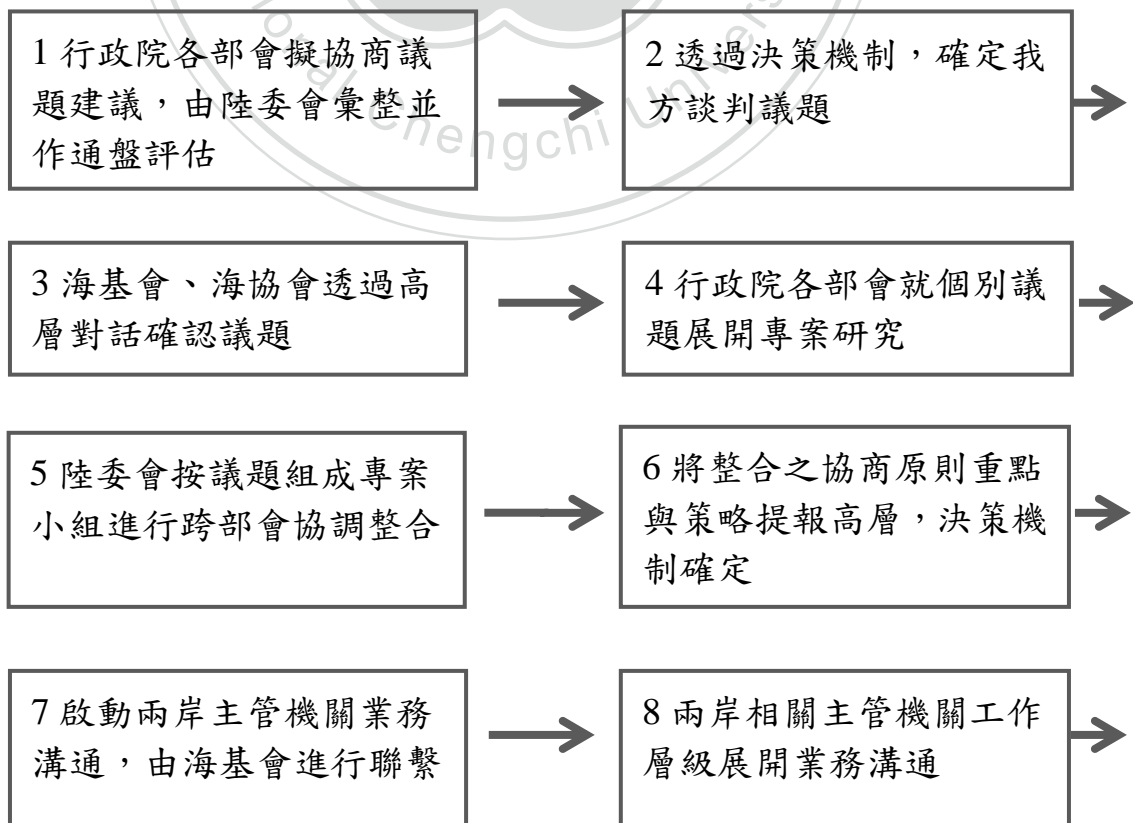 1 行政院各部會擬協商議
題建議，由陸委會彙整並
作通盤評估
2 透過決策機制，確定我
方談判議題
Chengchi Univers
3 海基會、海協會透過高
層對話確認議題
4 行政院各部會就個別議
題展開專案研究
5 陸委會按議題組成專案
小組進行跨部會協調整合
6 將整合之協商原則重點
與策略提報高層，決策機
制確定
7 啟動兩岸主管機關業務
溝通，由海基會進行聯繫
8 兩岸相關主管機關工作
層級展開業務溝通